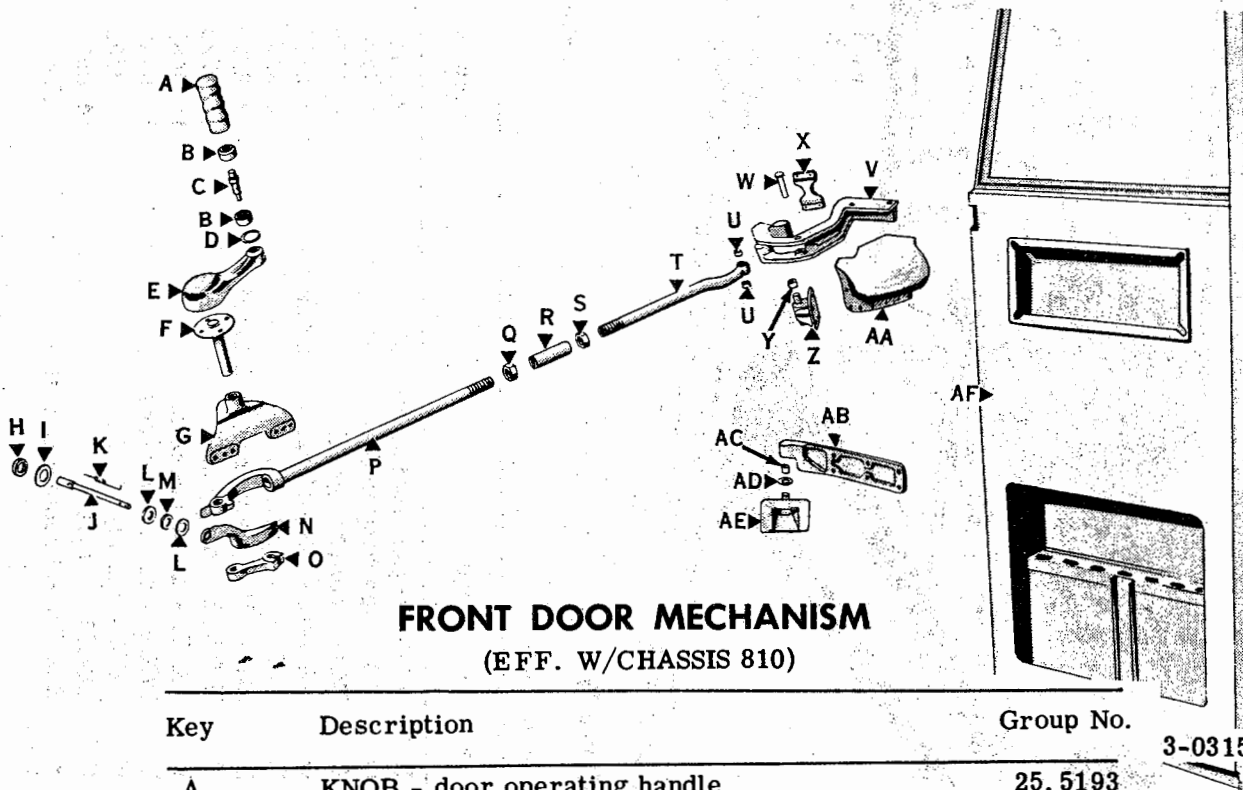 A
B
C
B
D
E
F
G
H
I
K
J
L
M
L
N
O
P
Q
R
S
T
U
U
W
X
V
Y
Z
AA
AB
AC
AD
AE
AF
FRONT DOOR MECHANISM
(EFF. W/CHASSIS 810)
Key Description Group No.
3-0315
A KNOB - door operating handle 25.5193